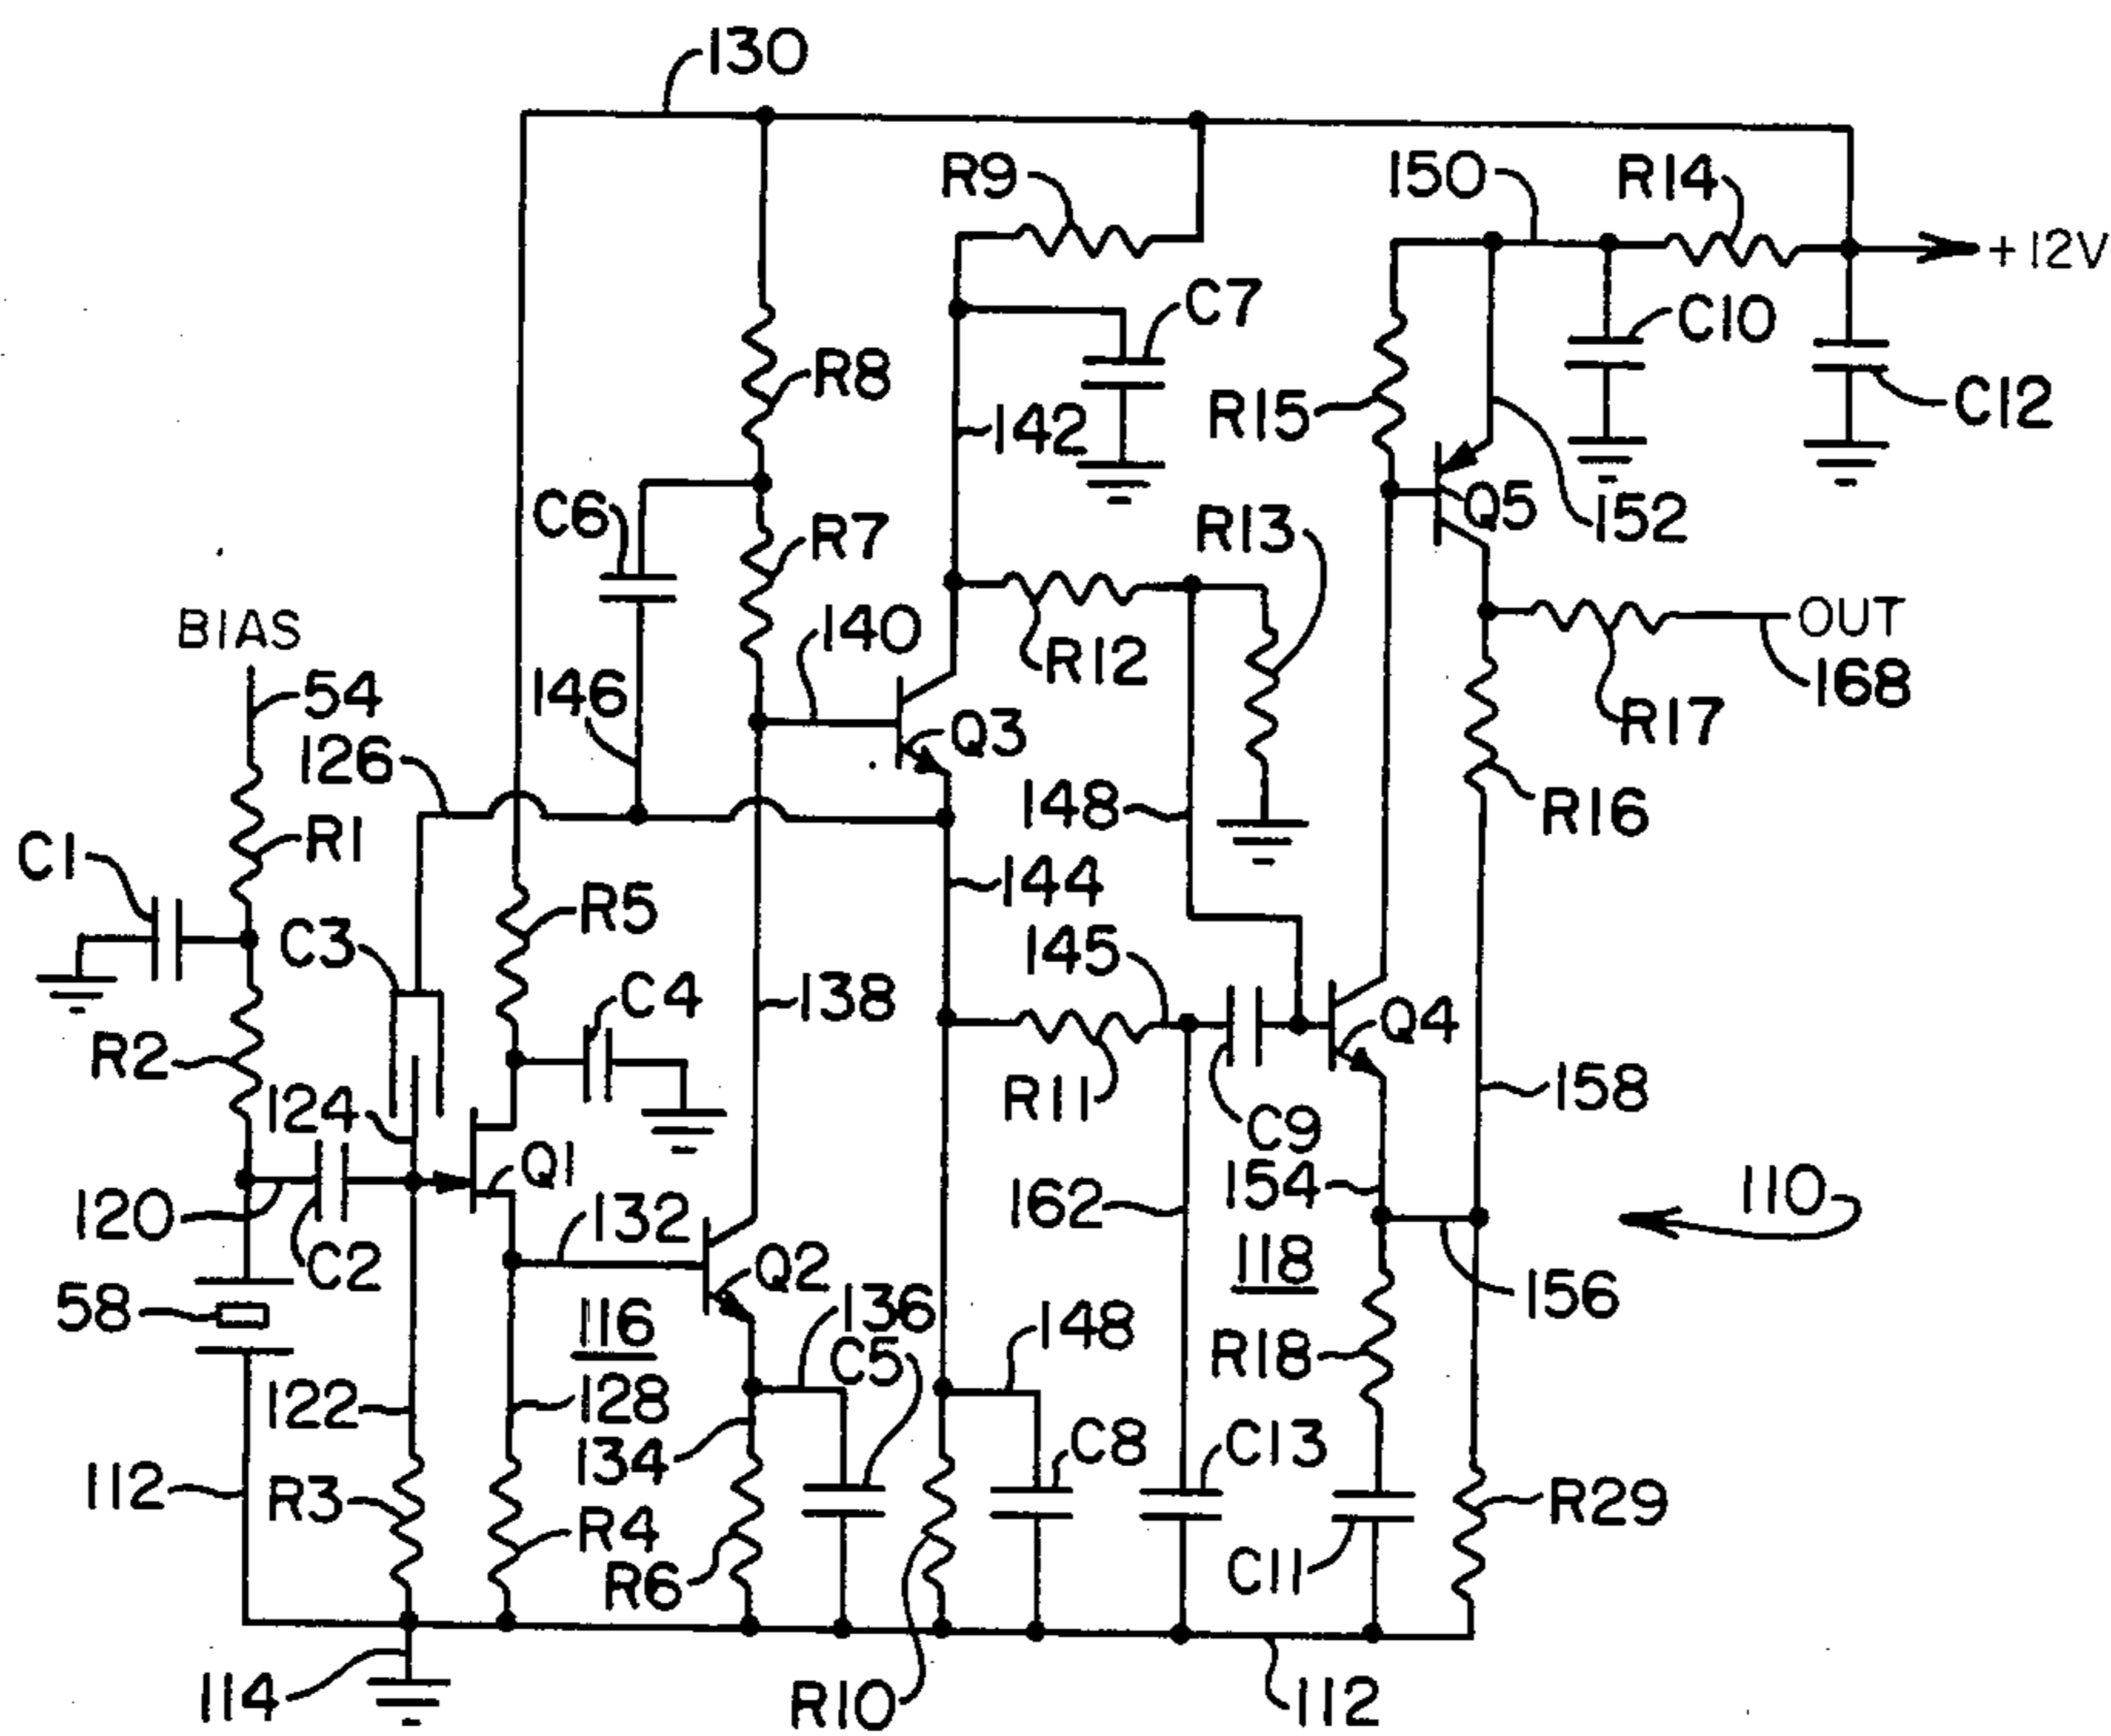 130
R9
150
R14
+12V
C7
C10
R8
142
R15
C12
C6
R7
R13
Q5
152
BIAS
140
R12
OUT
54
146
168
126
Q3
R17
R1
148
R16
C1
144
C3
R5
145
C4
138
Q4
R2
R11
158
124
C9
Q1
154
110
120
132
162
C2
Q2
118
58
116
136
156
C5
148
R18
122
128
134
C8
C13
112
R3
R4
R29
R6
C11
114
R10
112